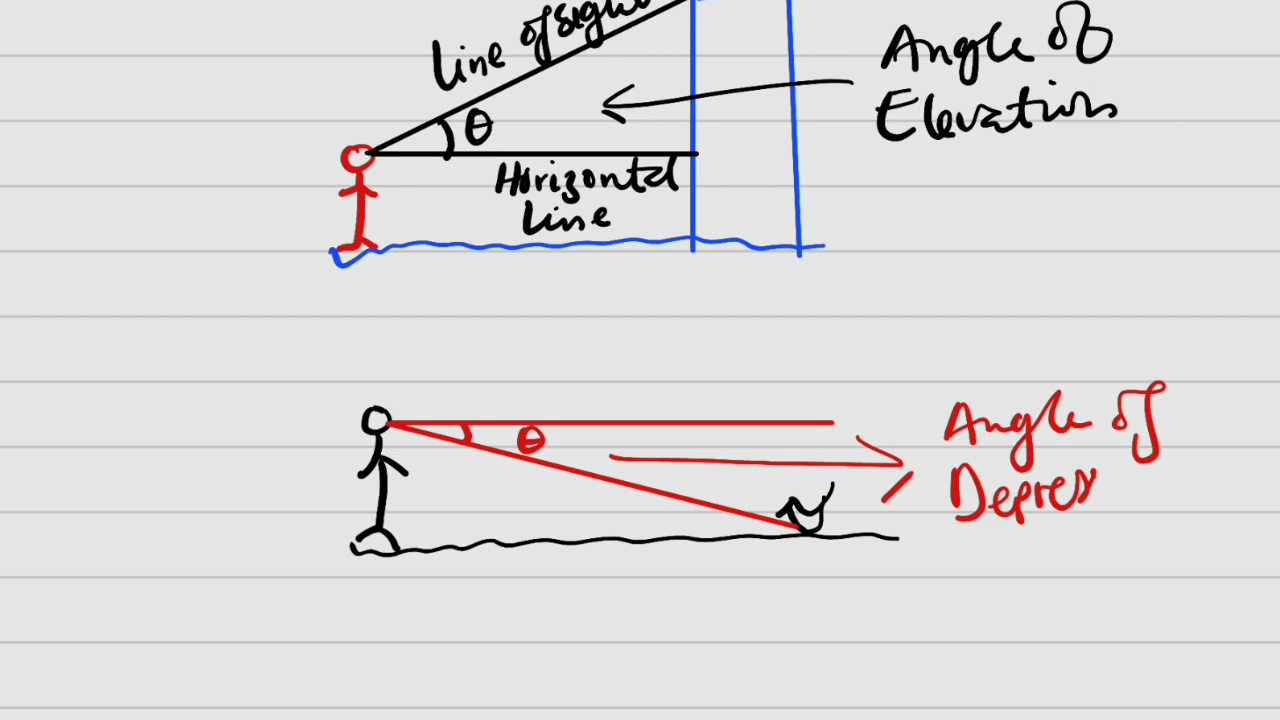 Line of sight
Angle of
Elevation
θ
Horizontal
Line
θ
Angle of
Depres